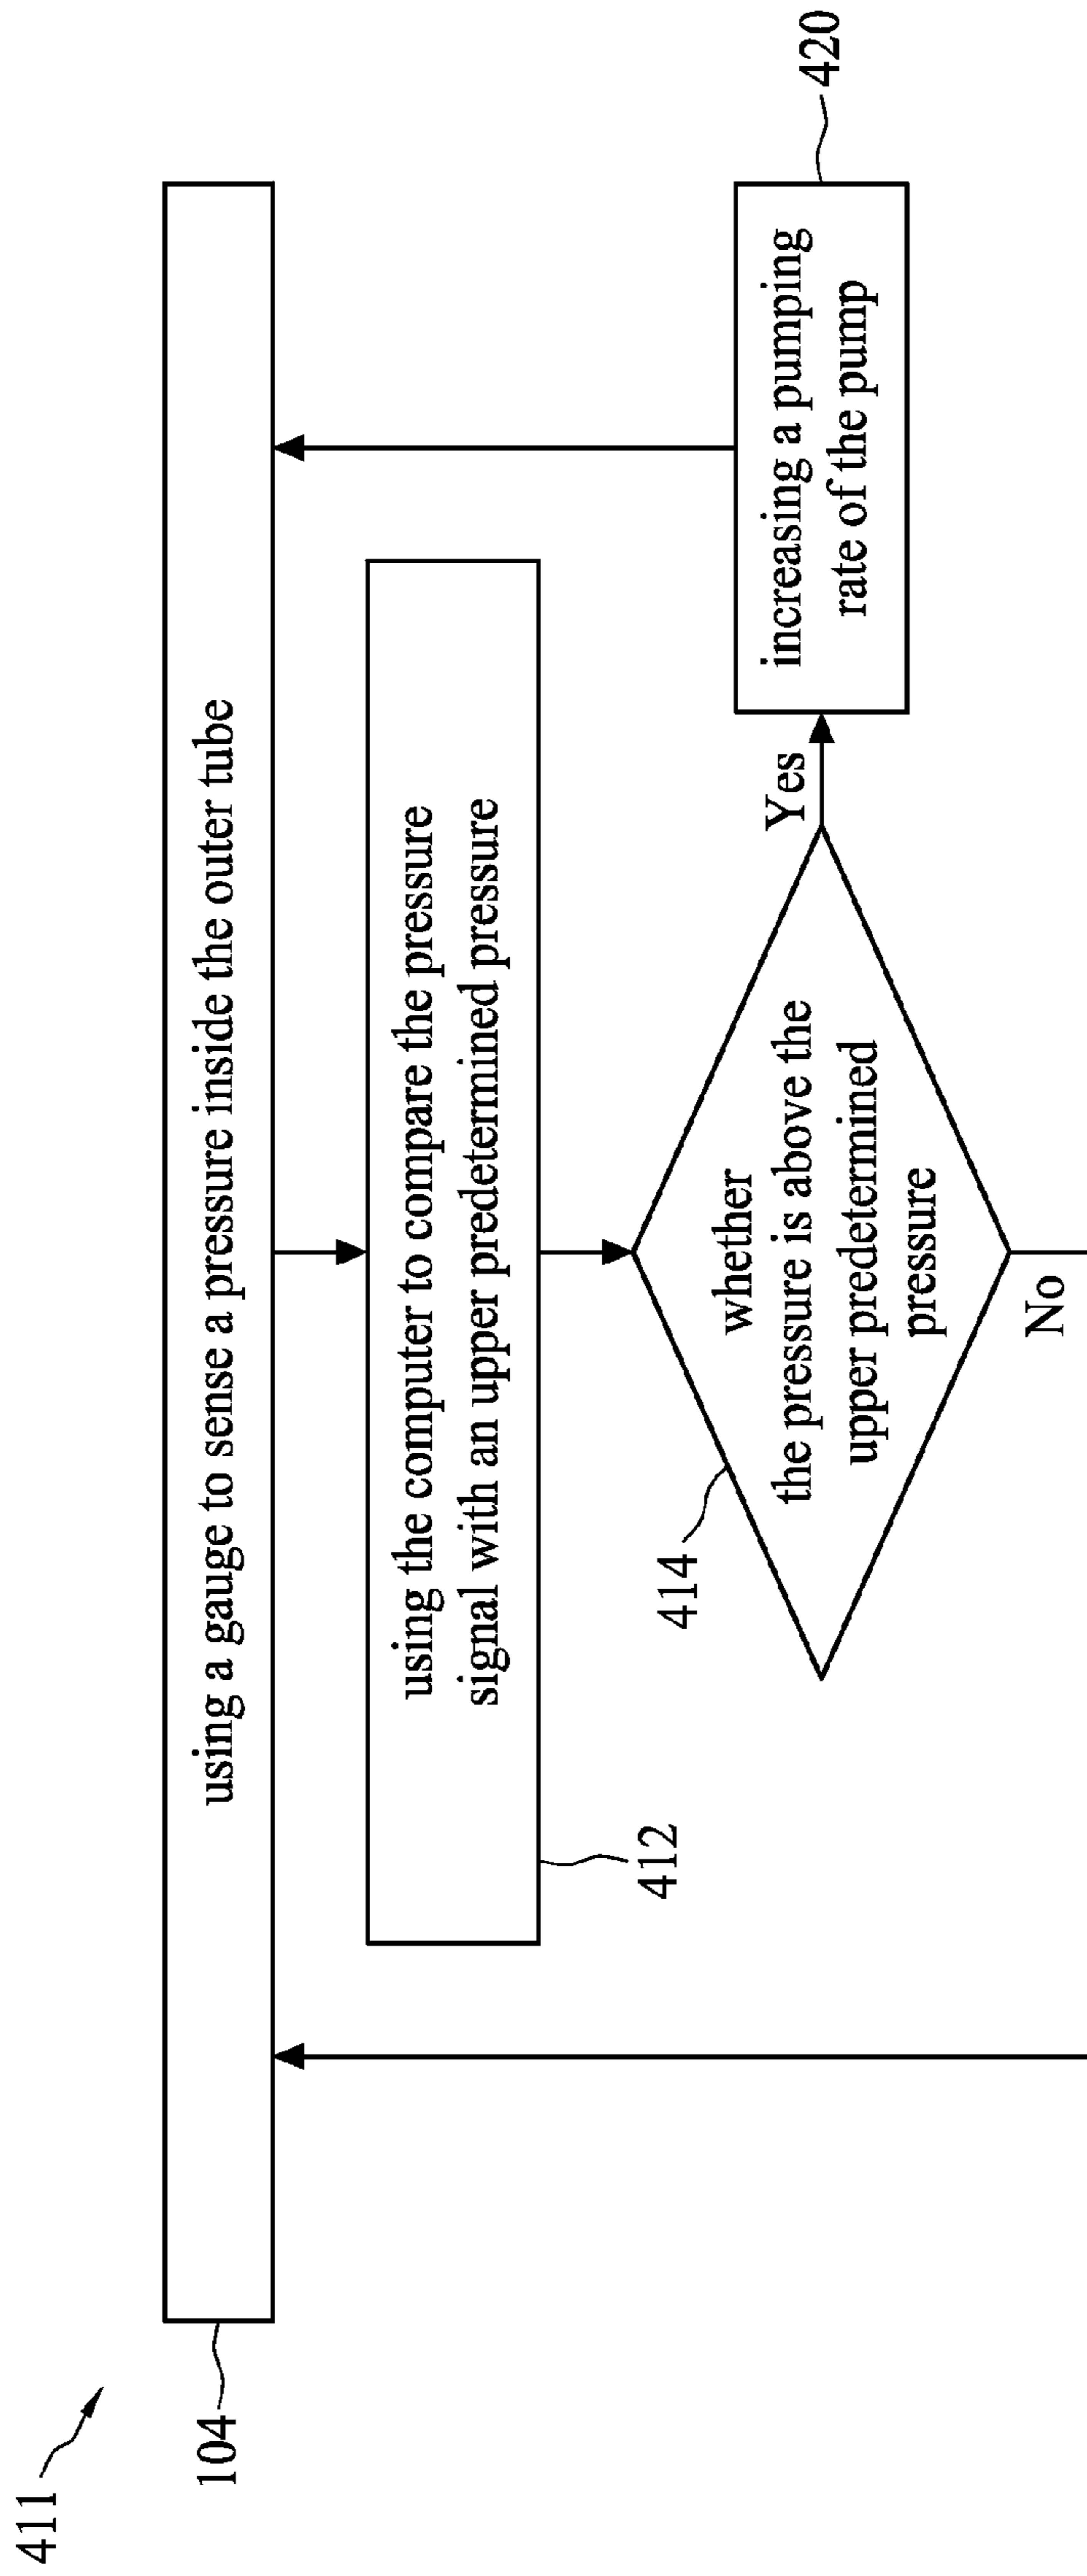 411
104
using a gauge to sense a pressure inside the outer tube
using the computer to compare the pressure
signal with an upper predetermined pressure
412
414
whether
the pressure is above the
upper predetermined
pressure
Yes
increasing a pumping
rate of the pump
420
No